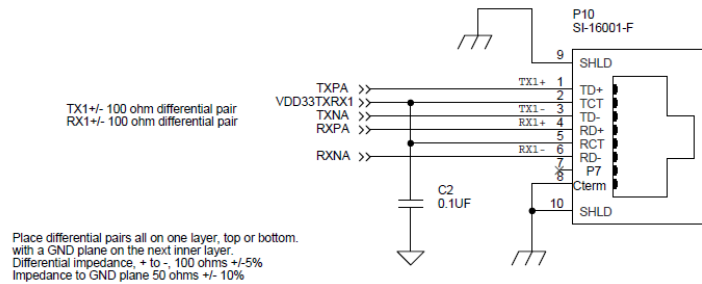 P10
SI-16001-F
9
SHLD
TXPA
TX1+
1
TD+
VDD33TXRX1
2
TCT
TX1+/- 100 ohm differential pair
TXNA
TX1-
3
TD-
RX1+/- 100 ohm differential pair
RXPA
RX1+
4
RD+
5
RCT
RXNA
RX1-
6
RD-
7
P7
8
Cterm
C2
0.1UF
10
SHLD
Place differential pairs all on one layer, top or bottom.
with a GND plane on the next inner layer.
Differential impedance, + to -, 100 ohms +/-5%
Impedance to GND plane 50 ohms +/- 10%